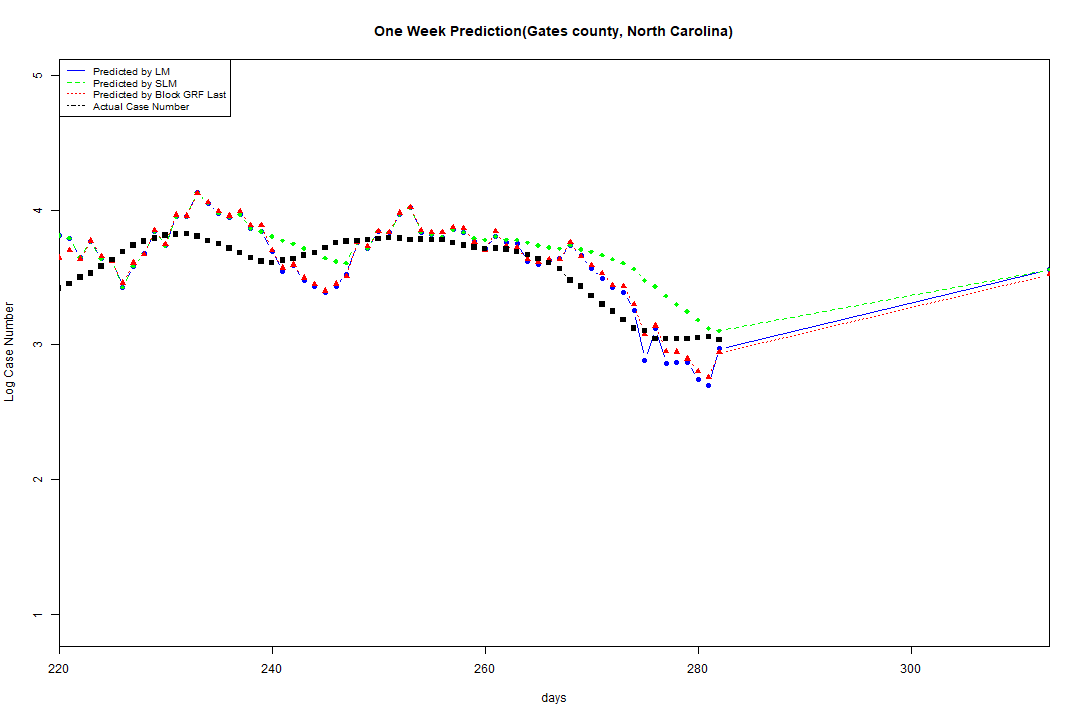 One Week Prediction(Gates county, North Carolina)
Predicted by LM
Predicted by SLM
Predicted by Block GRF Last
Actual Case Number
5
4
3
2
1
Log Case Number
220 240 260 280 300
days